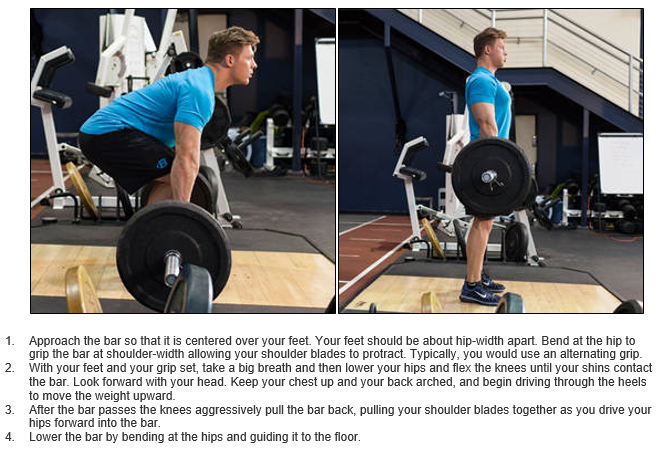 1. Approach the bar so that it is centered over your feet. Your feet should be about hip-width apart. Bend at the hip to
grip the bar at shoulder-width allowing your shoulder blades to protract. Typically, you would use an alternating grip.
2. With your feet and your grip set, take a big breath and then lower your hips and flex the knees until your shins contact
the bar. Look forward with your head. Keep your chest up and your back arched, and begin driving through the heels
to move the weight upward.
3. After the bar passes the knees aggressively pull the bar back, pulling your shoulder blades together as you drive your
hips forward into the bar.
4. Lower the bar by bending at the hips and guiding it to the floor.